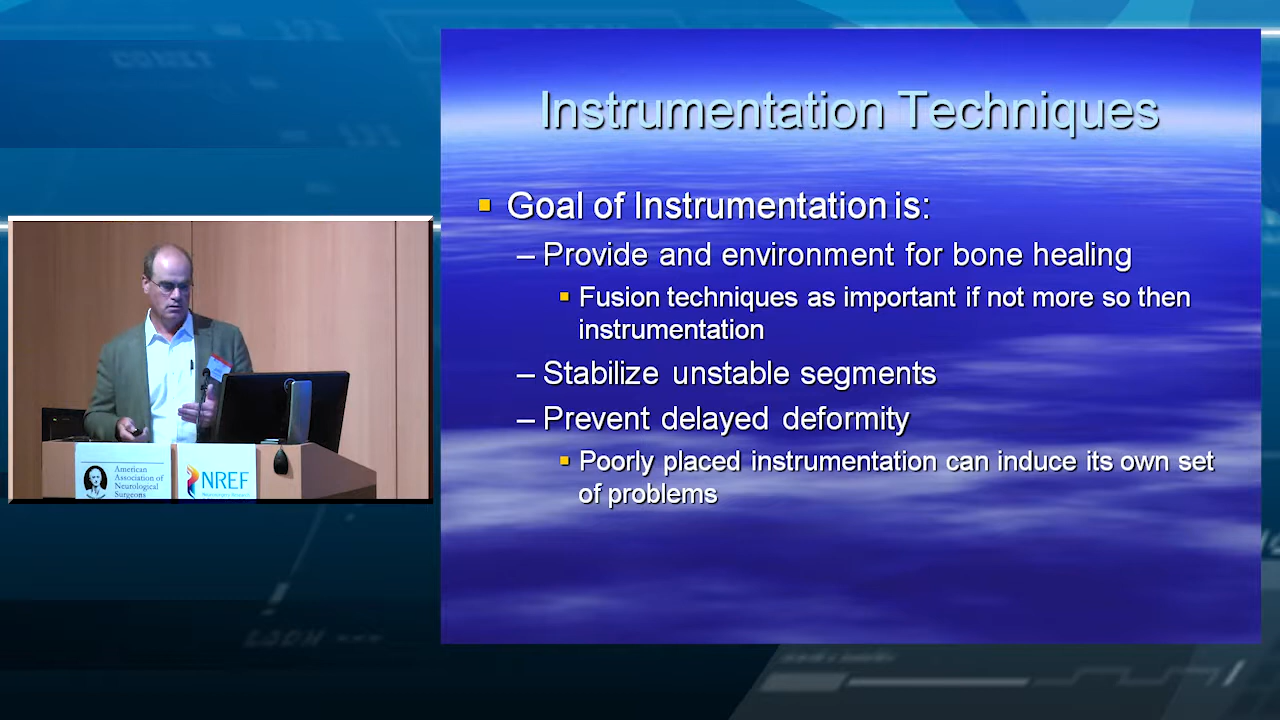 Instrumentation Techniques
Goal of Instrumentation is:
– Provide and environment for bone healing
Fusion techniques as important if not more so then
instrumentation
– Stabilize unstable segments
– Prevent delayed deformity
Poorly placed instrumentation can induce its own set
of problems
American
Association of
Neurological
Surgeons
NREF
COMET